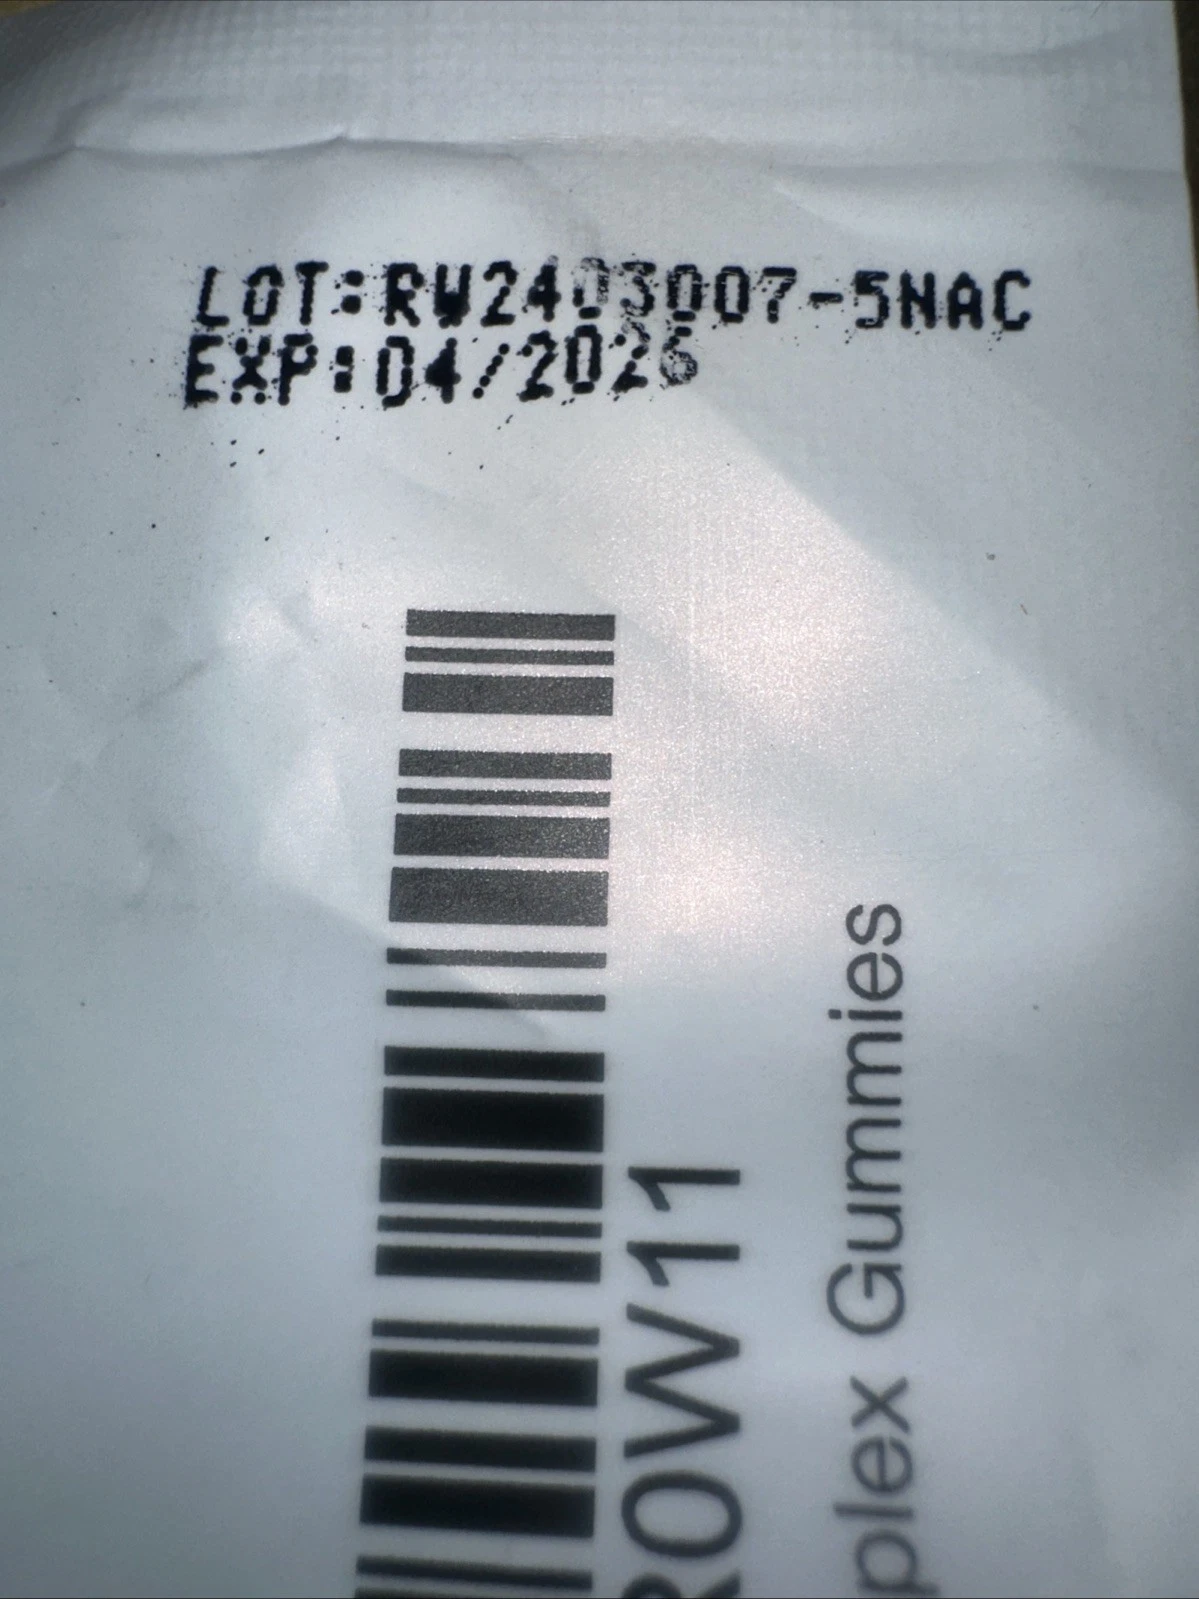 LOT:RW2403007-5NAC
EXP:04/2026
R0W11
plex Gummies